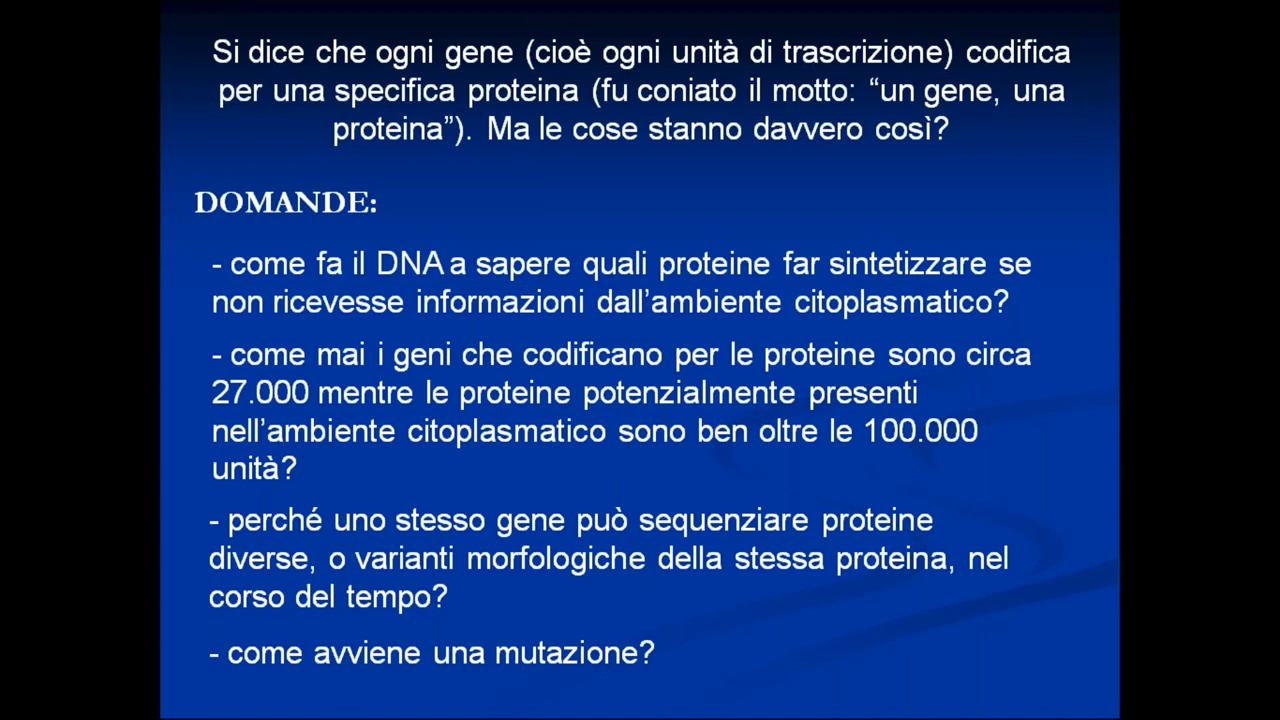 Si dice che ogni gene (cioè ogni unità di trascrizione) codifica
per una specifica proteina (fu coniato il motto: “un gene, una
proteina”). Ma le cose stanno davvero così?
DOMANDE:
- come fa il DNA a sapere quali proteine far sintetizzare se
non ricevesse informazioni dall’ambiente citoplasmatico?
- come mai i geni che codificano per le proteine sono circa
27.000 mentre le proteine potenzialmente presenti
nell’ambiente citoplasmatico sono ben oltre le 100.000
unità?
- perché uno stesso gene può sequenziare proteine
diverse, o varianti morfologiche della stessa proteina, nel
corso del tempo?
- come avviene una mutazione?